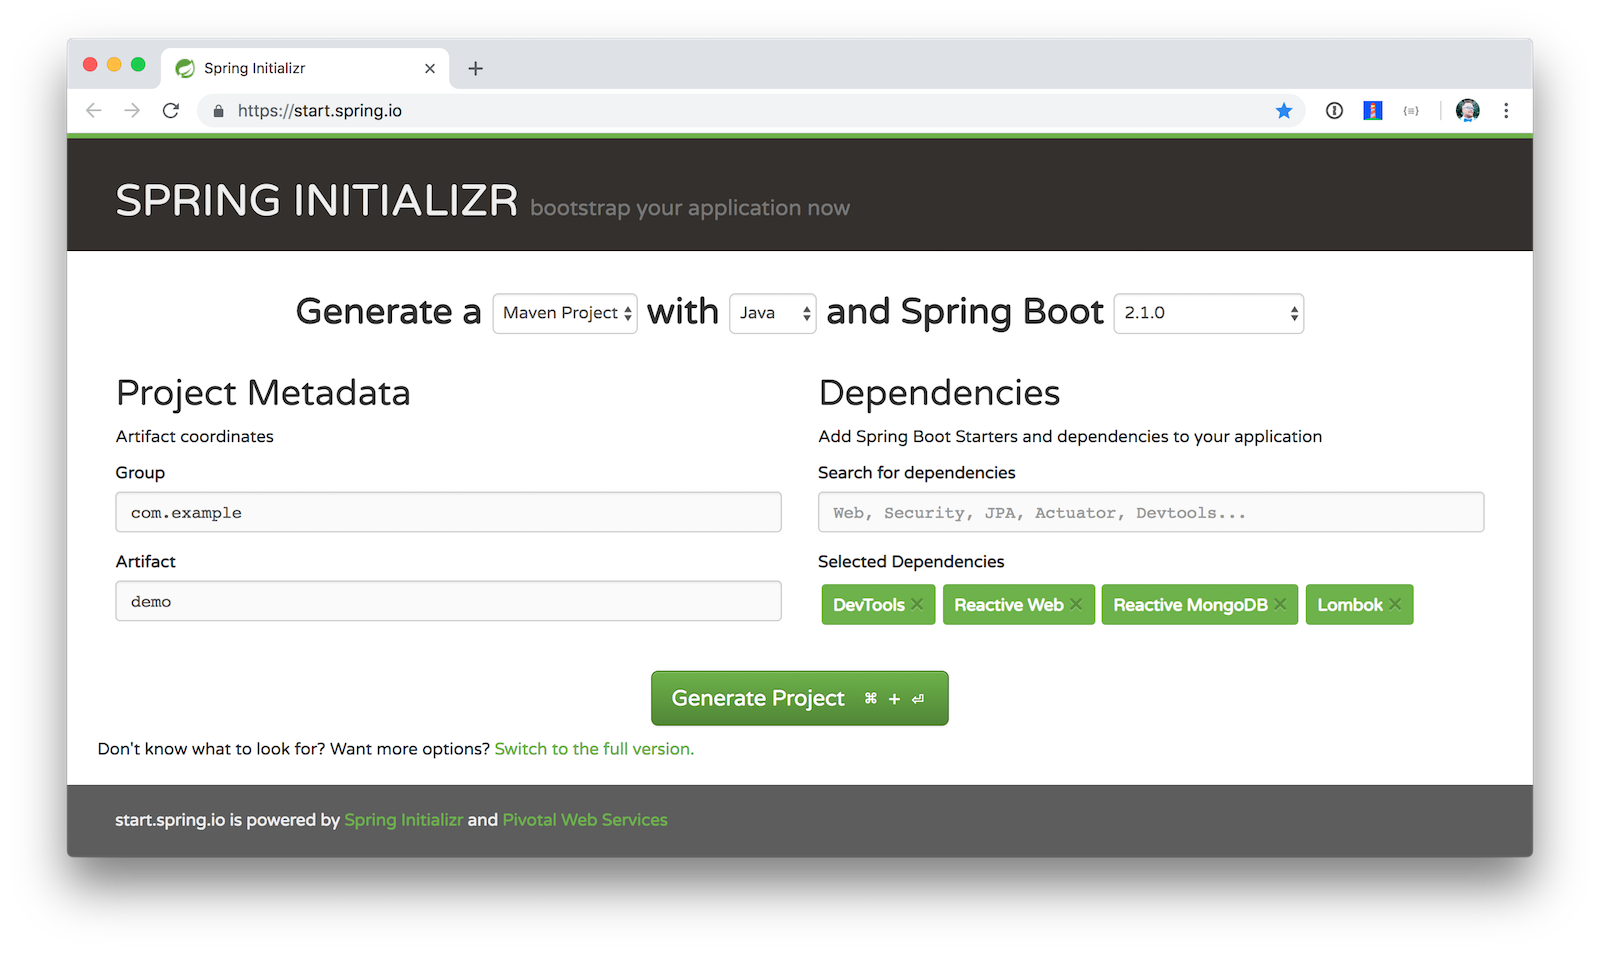 Spring Initializr
https://start.spring.io
SPRING INITIALIZR bootstrap your application now
Generate a Maven Project with Java and Spring Boot 2.1.0
Project Metadata
Artifact coordinates
Group
com.example
Artifact
demo
Dependencies
Add Spring Boot Starters and dependencies to your application
Search for dependencies
Web, Security, JPA, Actuator, Devtools...
Selected Dependencies
DevTools × Reactive Web × Reactive MongoDB × Lombok ×
Generate Project ⌘ + ⏎
Don't know what to look for? Want more options? Switch to the full version.
start.spring.io is powered by Spring Initializr and Pivotal Web Services